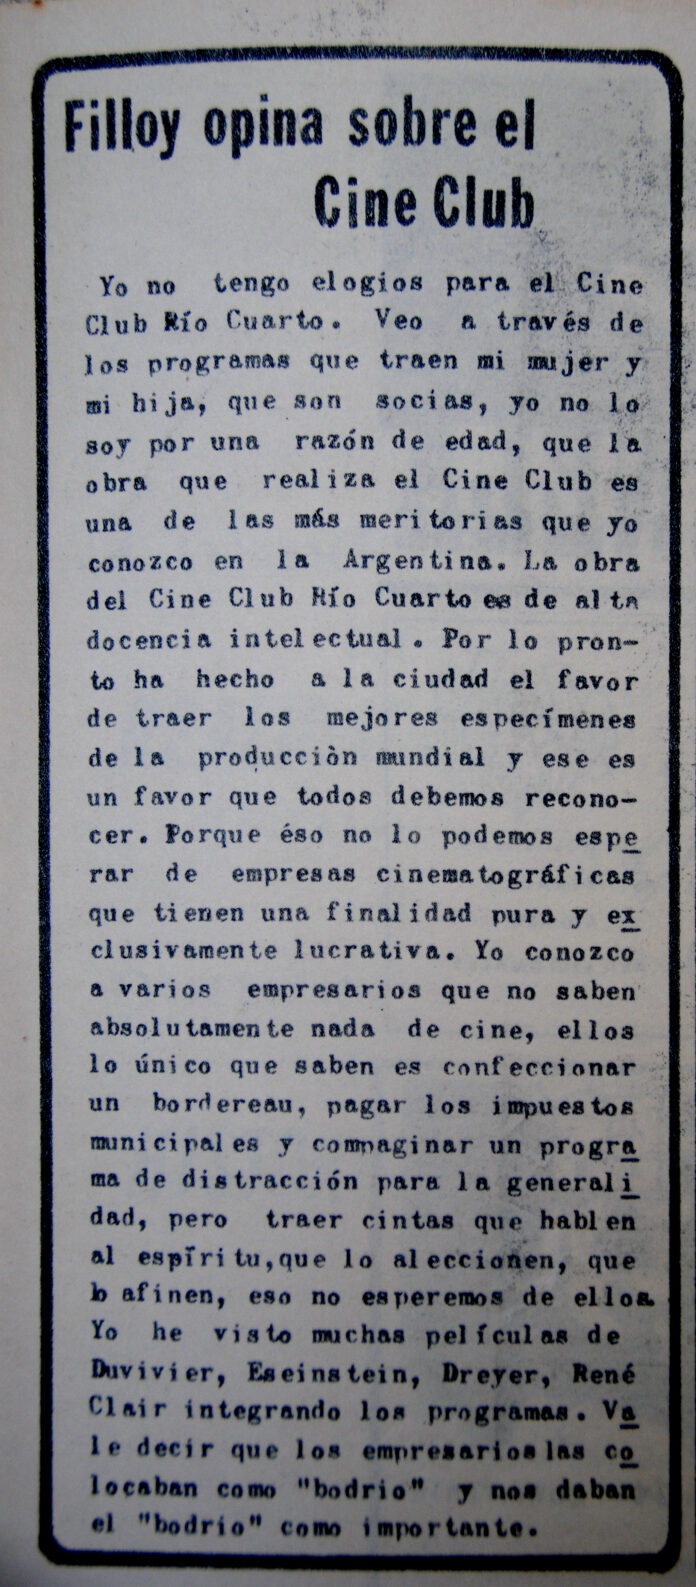 Filloy opina sobre el
Cine Club
Yo no tengo elogios para el Cine
Club Río Cuarto. Veo a través de
los programas que traen mi mujer y
mi hija, que son socias, yo no lo
soy por una razón de edad, que la
obra que realiza el Cine Club es
una de las más meritorias que yo
conozco en la Argentina. La obra
del Cine Club Río Cuarto es de alta
docencia intelectual. Por lo pron-
to ha hecho a la ciudad el favor
de traer los mejores especímenes
de la producciòn mundial y ese es
un favor que todos debemos recono-
cer. Porque éso no lo podemos espe
rar de empresas cinematográficas
que tienen una finalidad pura y ex
clusivamente lucrativa. Yo conozco
a varios empresarios que no saben
absolutamente nada de cine, ellos
lo único que saben es confeccionar
un bordereau, pagar los impuestos
municipales y compaginar un progra
ma de distracción para la generali
dad, pero traer cintas que hablen
al espíritu,que lo aleccionen, que
lo afinen, eso no esperemos de ellos.
Yo he visto muchas películas de
Duvivier, Eseinstein, Dreyer, René
Clair integrando los programas. Va
le decir que los empresarios las co
locaban como "bodrio" y nos daban
el "bodrio" como importante.